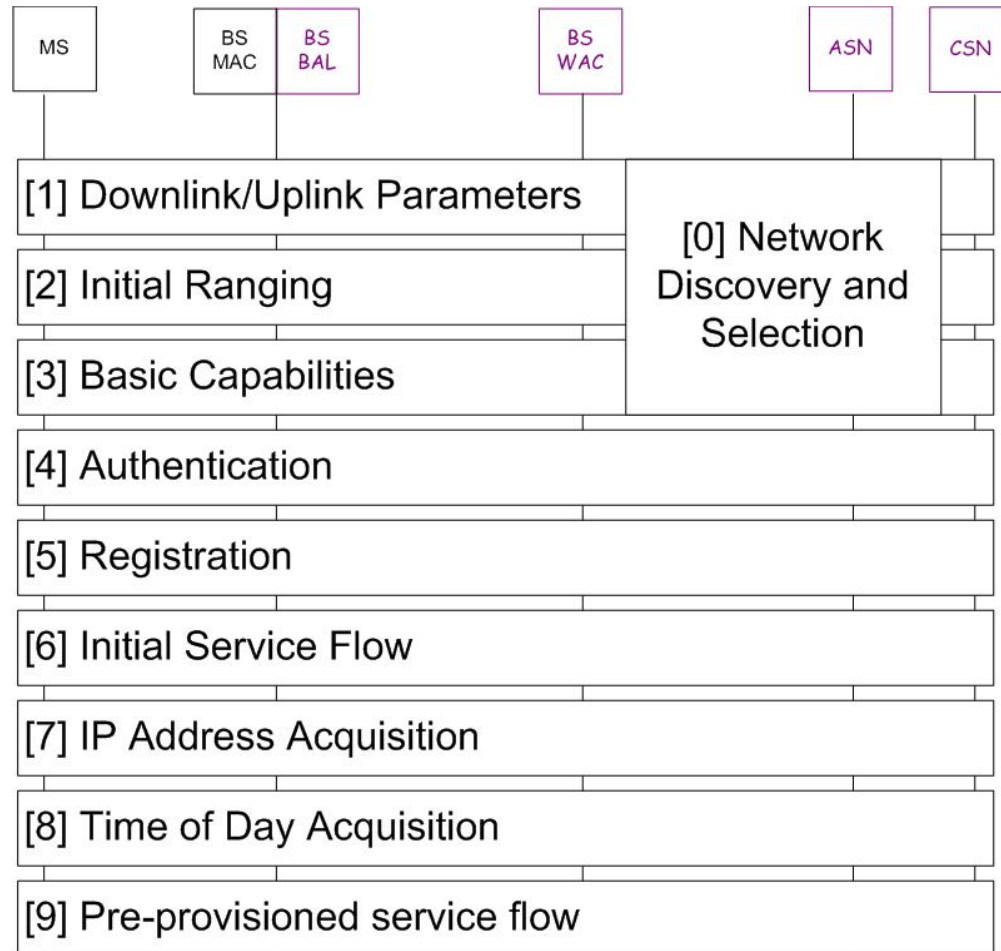 MS
BS
MAC
BS
BAL
BS
WAC
ASN
CSN
[1] Downlink/Uplink Parameters
[0] Network
Discovery and
Selection
[2] Initial Ranging
[3] Basic Capabilities
[4] Authentication
[5] Registration
[6] Initial Service Flow
[7] IP Address Acquisition
[8] Time of Day Acquisition
[9] Pre-provisioned service flow